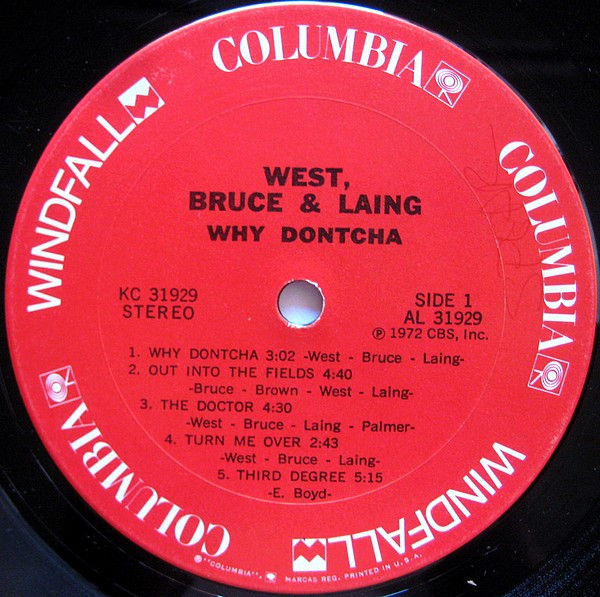 COLUMBIA
WINDFALL
COLUMBIA
WEST,
BRUCE & LAING
WHY DONTCHA
KC 31929
STEREO
SIDE 1
AL 31929
Ⓟ 1972 CBS, Inc.
1. WHY DONTCHA 3:02 -West - Bruce - Laing-
2. OUT INTO THE FIELDS 4:40
-Bruce - Brown - West - Laing-
3. THE DOCTOR 4:30
-West - Bruce - Laing - Palmer-
4. TURN ME OVER 2:43
-West - Bruce - Laing-
5. THIRD DEGREE 5:15
-E. Boyd-
COLUMBIA
WINDFALL
®"COLUMBIA", MARCAS REG. PRINTED IN U.S.A.